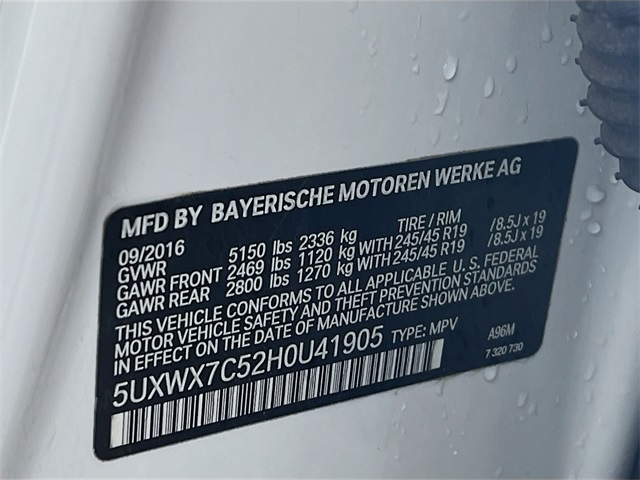 MFD BY BAYERISCHE MOTOREN WERKE AG
09/2016 TIRE / RIM
GVWR 5150 lbs 2336 kg
GAWR FRONT 2469 lbs 1120 kg WITH 245/45 R19 /8.5J x 19
GAWR REAR 2800 lbs 1270 kg WITH 245/45 R19 /8.5J x 19
THIS VEHICLE CONFORMS TO ALL APPLICABLE U.S. FEDERAL
MOTOR VEHICLE SAFETY AND THEFT PREVENTION STANDARDS
IN EFFECT ON THE DATE OF MANUFACTURE SHOWN ABOVE.
5UXWX7C52H0U41905 TYPE: MPV A96M
7 320 730